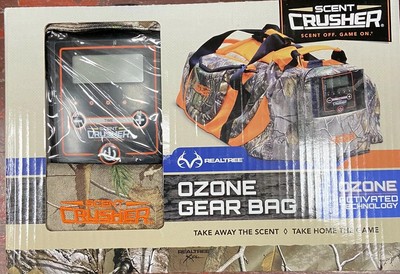 SCENT
CRUSHER
SCENT OFF. GAME ON.
SCENT
CRUSHER
REALTREE
SCENT
CRUSHER
OZONE
GEAR BAG
OZONE
ACTIVATED
TECHNOLOGY
TAKE AWAY THE SCENT ◊ TAKE HOME THE GAME
REALTREE